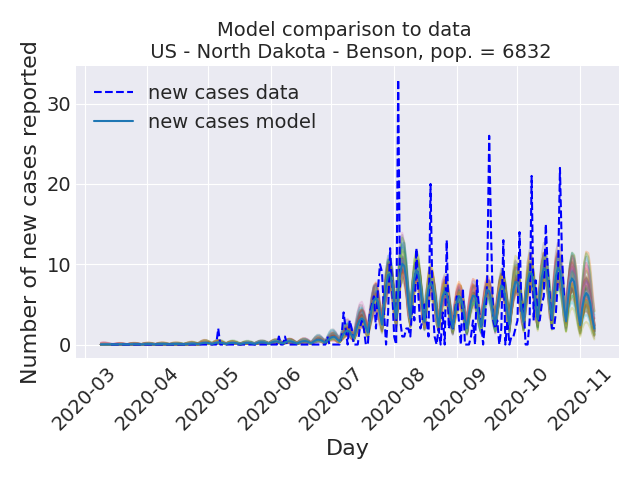 Model comparison to data
US - North Dakota - Benson, pop. = 6832
Number of new cases reported
new cases data
new cases model
30
20
10
0
2020-03
2020-04
2020-05
2020-06
2020-07
2020-08
2020-09
2020-10
2020-11
Day